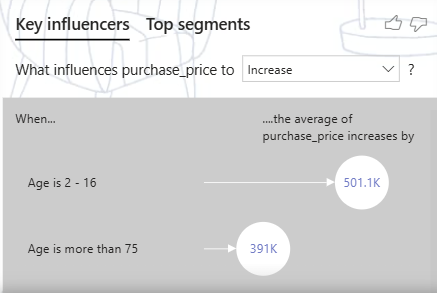 Key influencers Top segments
What influences purchase_price to Increase ?
When...
....the average of
purchase_price increases by
Age is 2 - 16
501.1K
Age is more than 75
391K